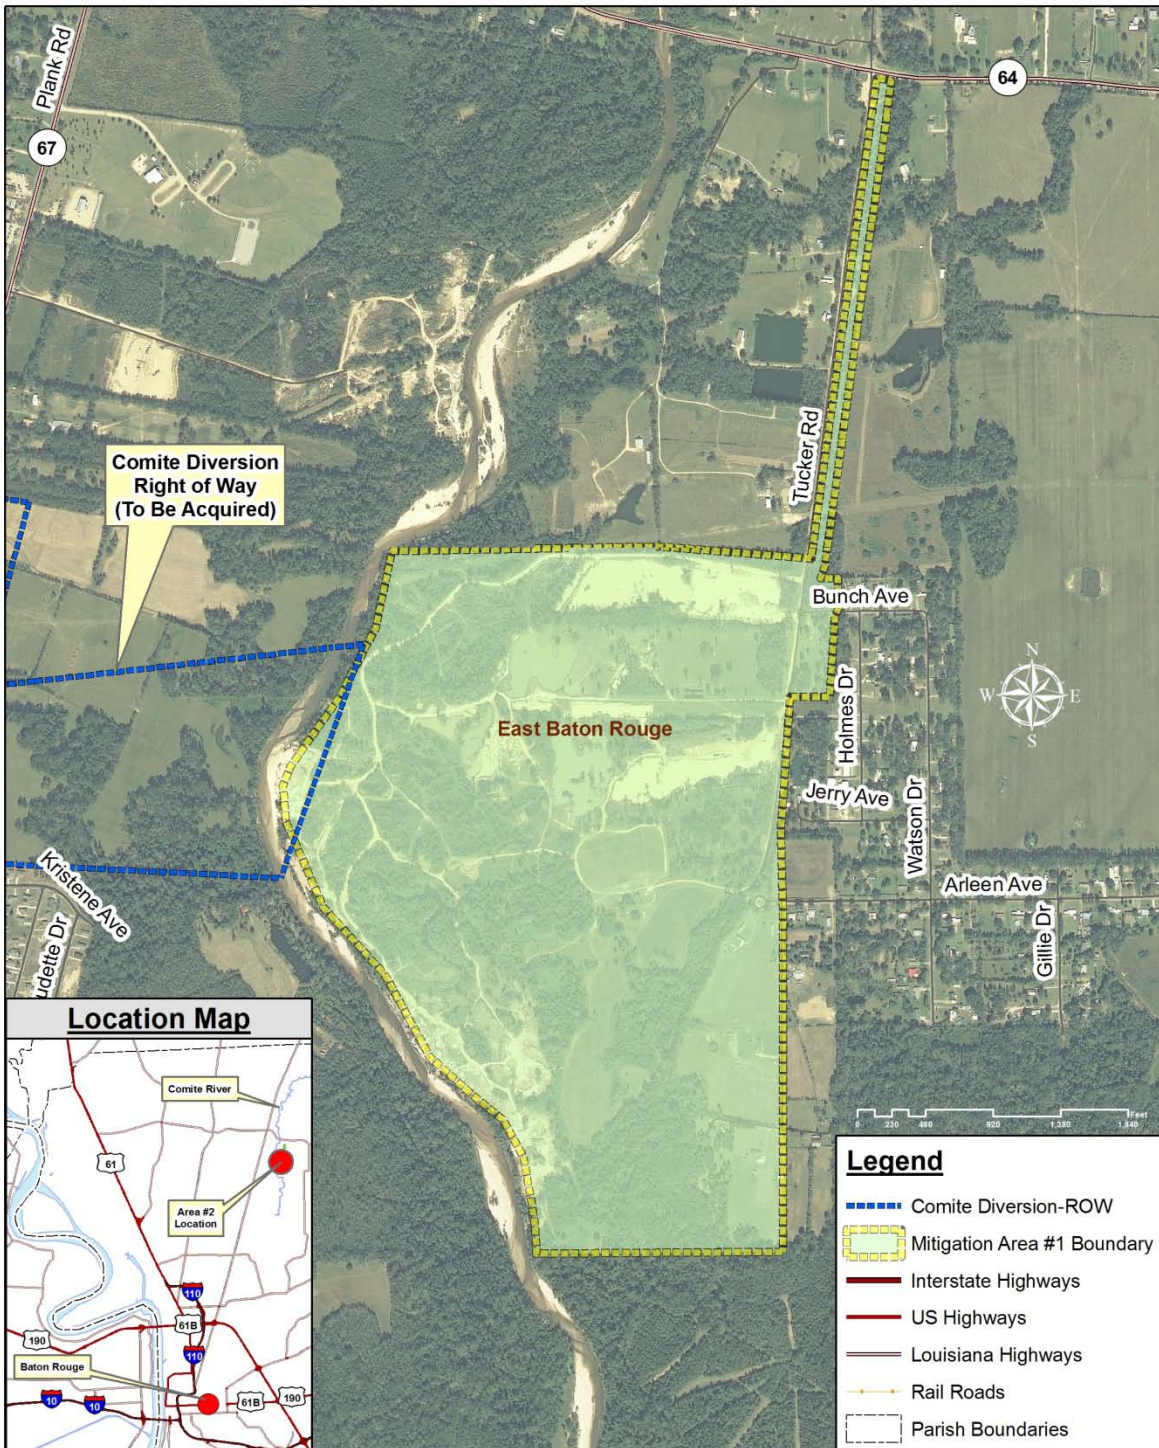 Plank Rd
67
64
Comite Diversion
Right of Way
(To Be Acquired)
Tucker Rd
Bunch Ave
N
W
E
S
East Baton Rouge
Holmes Dr
Jerry Ave
Watson Dr
Kristene Ave
udette Dr
Arleen Ave
Gillie Dr
Location Map
Comite River
61
Area #2
Location
110
61B
190
110
Baton Rouge
10
10
61B
190
Feet
0 230 460 920 1,380 1,840
Legend
Comite Diversion-ROW
Mitigation Area #1 Boundary
Interstate Highways
US Highways
Louisiana Highways
Rail Roads
Parish Boundaries